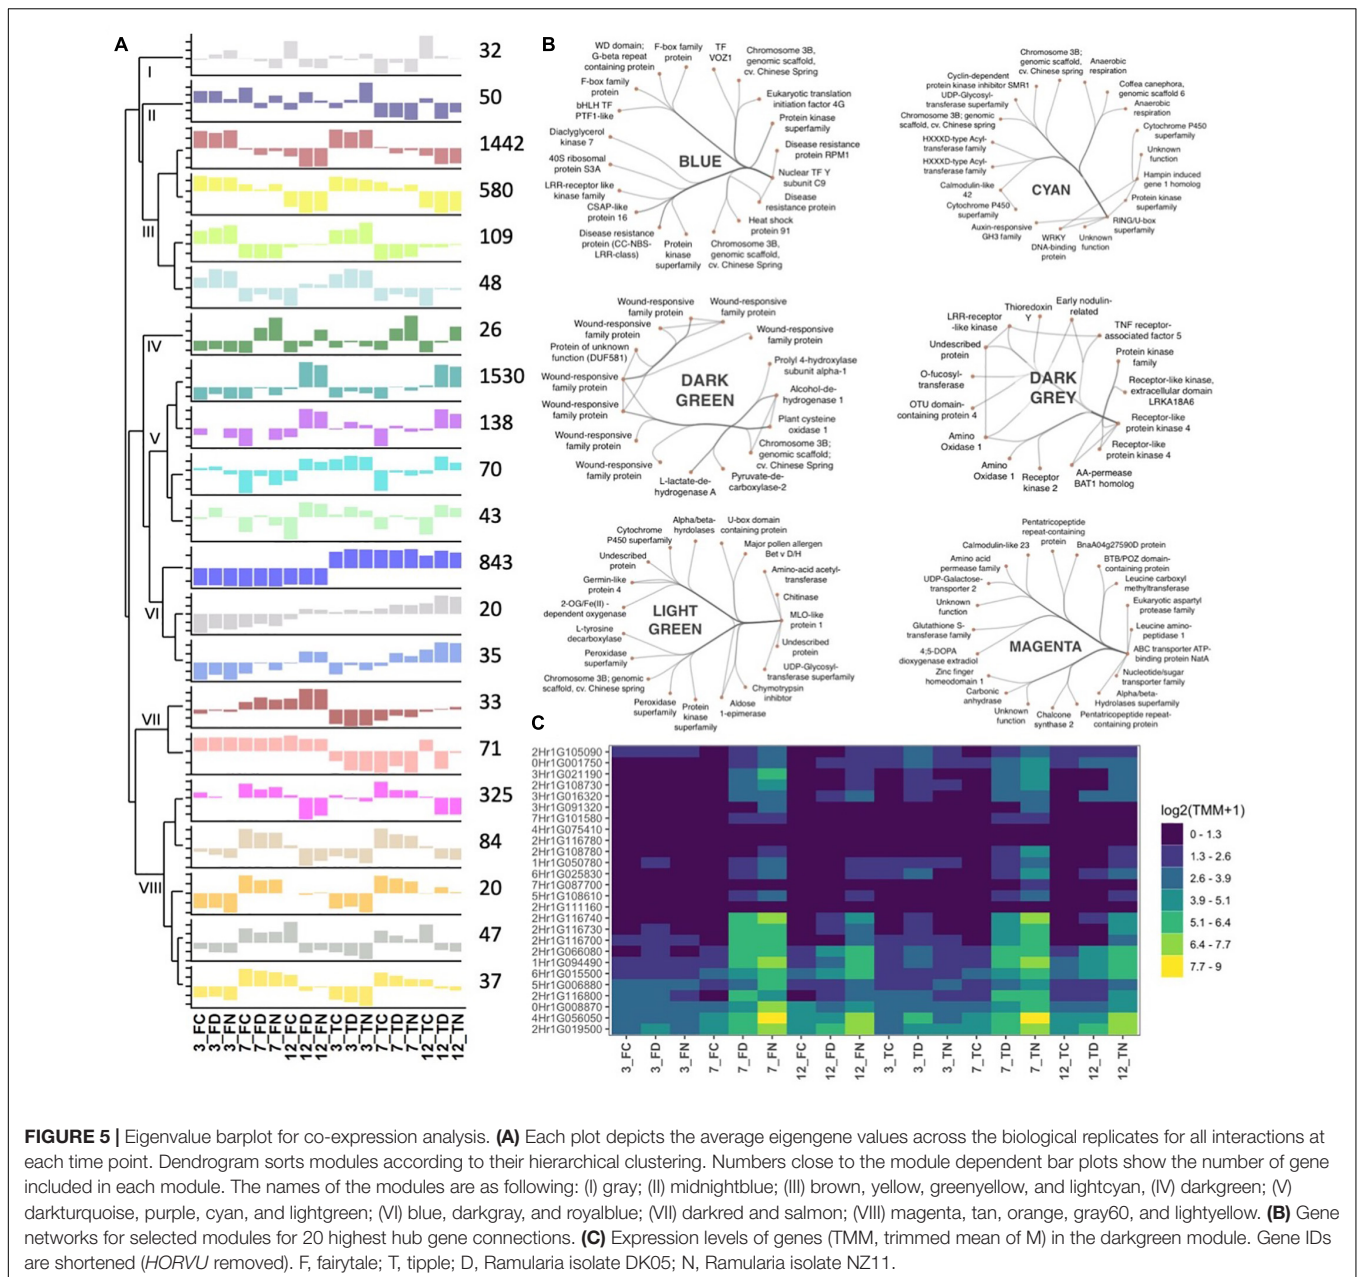 A
I
II
III
IV
V
VI
VII
VIII
32
50
1442
580
109
48
26
1530
138
70
43
843
20
35
33
71
325
84
20
47
37
3_FC
3_FD
3_FN
7_FC
7_FD
7_FN
12_FC
12_FD
12_FN
3_TC
3_TD
3_TN
7_TC
7_TD
7_TN
12_TC
12_TD
12_TN
B
BLUE
WD domain;
G-beta repeat
containing protein
F-box family
protein
TF
VOZ1
Chromosome 3B,
genomic scaffold,
cv. Chinese Spring
F-box family
protein
Eukaryotic translation
initiation factor 4G
bHLH TF
PTF1-like
Protein kinase
superfamily
Diaclyglycerol
kinase 7
Disease resistance
protein RPM1
40S ribosomal
protein S3A
Nuclear TF Y
subunit C9
LRR-receptor like
kinase family
Disease
resistance protein
CSAP-like
protein 16
Heat shock
protein 91
Disease resistance
protein (CC-NBS-
LRR-class)
Protein
kinase
superfamily
Chromosome 3B,
genomic scaffold,
cv. Chinese Spring
CYAN
Chromosome 3B;
genomic scaffold,
cv. Chinese spring
Anaerobic
respiration
Cyclin-dependent
protein kinase inhibitor SMR1
Coffea canephora,
genomic scaffold 6
UDP-Glycosyl-
transferase superfamily
Anaerobic
respiration
Chromosome 3B; genomic
scaffold, cv. Chinese spring
Cytochrome P450
superfamily
HXXXD-type Acyl-
transferase family
Unknown
function
HXXXD-type Acyl-
transferase family
Hampin induced
gene 1 homolog
Calmodulin-like
42
Protein kinase
superfamily
Cytochrome P450
superfamily
RING/U-box
superfamily
Auxin-responsive
GH3 family
WRKY
DNA-binding
protein
Unknown
function
DARK
GREEN
Wound-responsive
family protein
Wound-responsive
family protein
Wound-responsive
family protein
Wound-responsive
family protein
Protein of unknown
function (DUF581)
Prolyl 4-hydroxylase
subunit alpha-1
Wound-responsive
family protein
Alcohol-de-
hydrogenase 1
Wound-responsive
family protein
Plant cysteine
oxidase 1
Wound-responsive
family protein
Chromosome 3B;
genomic scaffold;
cv. Chinese Spring
Wound-responsive
family protein
L-lactate-de-
hydrogenase A
Pyruvate-de-
carboxylase-2
DARK
GREY
LRR-receptor
-like kinase
Thioredoxin
Y
Early nodulin-
related
TNF receptor-
associated factor 5
Undescribed
protein
Protein kinase
family
O-fucosyl-
transferase
Receptor-like kinase,
extracellular domain
LRKA18A6
OTU domain-
containing protein 4
Receptor-like
protein kinase 4
Amino
Oxidase 1
Receptor-like
protein kinase 4
Amino
Oxidase 1
Receptor
kinase 2
AA-permease
BAT1 homolog
LIGHT
GREEN
Cytochrome
P450 superfamily
Alpha/beta-
hyrdolases
U-box domain
containing protein
Undescribed
protein
Major pollen allergen
Bet v D/H
Germin-like
protein 4
Amino-acid acetyl-
transferase
2-OG/Fe(II) -
dependent oxygenase
Chitinase
L-tyrosine
decarboxylase
MLO-like
protein 1
Peroxidase
superfamily
Undescribed
protein
Chromosome 3B; genomic
scaffold, cv. Chinese spring
UDP-Glycosyl-
transferase superfamily
Peroxidase
superfamily
Protein
kinase
superfamily
Aldose
1-epimerase
Chymotrypsin
inhibitor
MAGENTA
Pentatricopeptide
repeat-containing
protein
Calmodulin-like 23
BnaA04g27590D protein
Amino acid
permease family
BTB/POZ domain-
containing protein
UDP-Galactose-
transporter 2
Leucine carboxyl
methyltransferase
Unknown
function
Eukaryotic aspartyl
protease family
Glutathione S-
transferase family
Leucine amino-
peptidase 1
4;5-DOPA
dioxygenase extradiol
ABC transporter ATP-
binding protein NatA
Zinc finger
homeodomain 1
Nucleotide/sugar
transporter family
Carbonic
anhydrase
Alpha/beta-
Hydrolases superfamily
Unknown
function
Chalcone
synthase 2
Pentatricopeptide repeat-
containing protein
C
2Hr1G105090
0Hr1G001750
3Hr1G021190
2Hr1G108730
3Hr1G016320
3Hr1G091320
7Hr1G101580
4Hr1G075410
2Hr1G116780
2Hr1G108780
1Hr1G050780
6Hr1G025830
7Hr1G087700
5Hr1G108610
2Hr1G111160
2Hr1G116740
2Hr1G116730
2Hr1G116700
2Hr1G066080
1Hr1G094490
6Hr1G015500
5Hr1G006880
2Hr1G116800
0Hr1G008870
4Hr1G056050
2Hr1G019500
3_FC
3_FD
3_FN
7_FC
7_FD
7_FN
12_FC
12_FD
12_FN
3_TC
3_TD
3_TN
7_TC
7_TD
7_TN
12_TC
12_TD
12_TN
log2(TMM+1)
0 - 1.3
1.3 - 2.6
2.6 - 3.9
3.9 - 5.1
5.1 - 6.4
6.4 - 7.7
7.7 - 9
FIGURE 5 | Eigenvalue barplot for co-expression analysis. (A) Each plot depicts the average eigengene values across the biological replicates for all interactions at
each time point. Dendrogram sorts modules according to their hierarchical clustering. Numbers close to the module dependent bar plots show the number of gene
included in each module. The names of the modules are as following: (I) gray; (II) midnightblue; (III) brown, yellow, greenyellow, and lightcyan, (IV) darkgreen; (V)
darkturquoise, purple, cyan, and lightgreen; (VI) blue, darkgray, and royalblue; (VII) darkred and salmon; (VIII) magenta, tan, orange, gray60, and lightyellow. (B) Gene
networks for selected modules for 20 highest hub gene connections. (C) Expression levels of genes (TMM, trimmed mean of M) in the darkgreen module. Gene IDs
are shortened (HORVU removed). F, fairytale; T, tipple; D, Ramularia isolate DK05; N, Ramularia isolate NZ11.